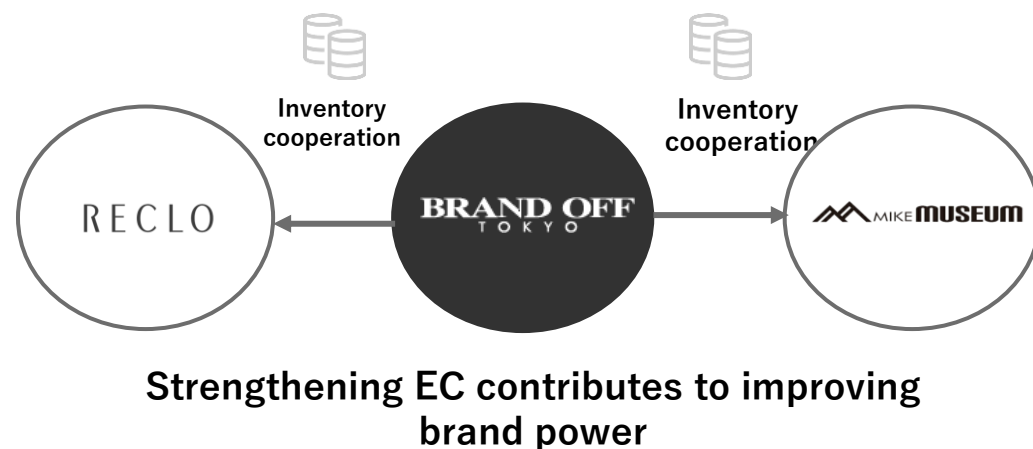 Inventory
cooperation
Inventory
cooperation
RECLO
BRAND OFF
TOKYO
MIKE MUSEUM
Strengthening EC contributes to improving
brand power